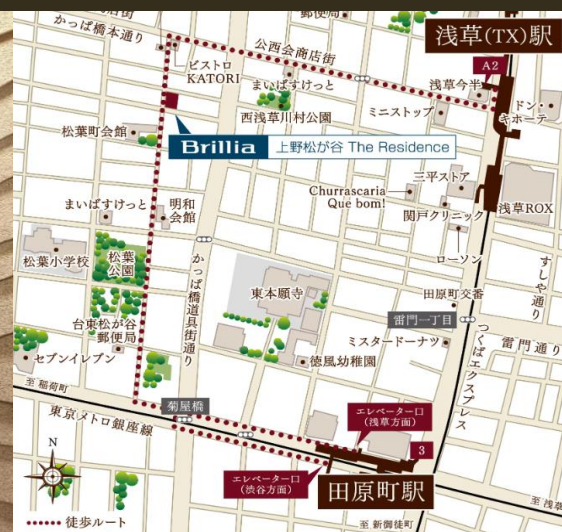 郵便局
かっぱ橋本通り
公西会商店街
浅草(TX)駅
A2
ビストロ
KATORI
まいばすけっと
浅草今半
ドン・
キホーテ
西浅草川村公園
ミニストップ
松葉町会館
Brillia 上野松が谷 The Residence
三平ストア
Churrascaria
Que bom!
浅草ROX
まいばすけっと
明和
会館
関戸クリニック
ローソン
すしや通り
松葉小学校
松葉
公園
かっぱ橋道具街通り
東本願寺
田原町交番
雷門一丁目
雷門通り
つくばエクスプレス
台東松が谷
郵便局
ミスタードーナツ
セブンイレブン
徳風幼稚園
至 稲荷町
菊屋橋
東京メトロ銀座線
エレベーター口
(浅草方面)
3
エレベーター口
(渋谷方面)
田原町駅
至 浅草
至 新御徒町
N
徒歩ルート